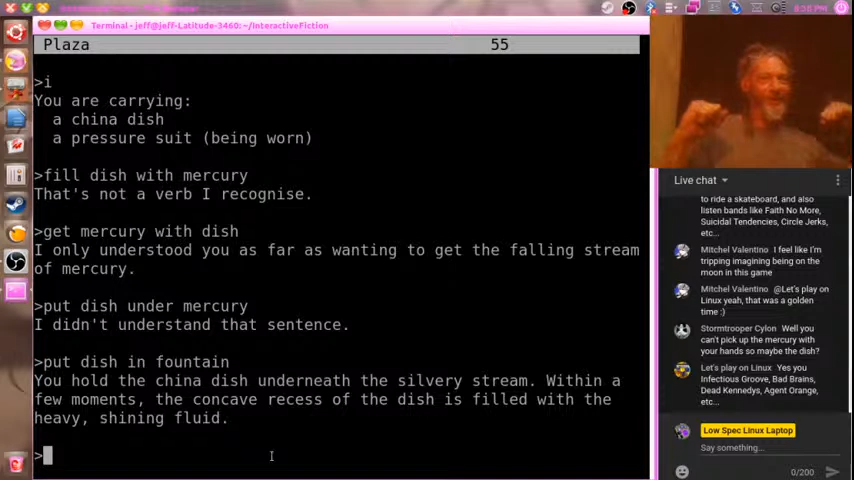 Terminal - jeff@jeff-Latitude-3460:~/InteractiveFiction
8:38 PM
Plaza 55
>i
You are carrying:
a china dish
a pressure suit (being worn)
>fill dish with mercury
That's not a verb I recognise.
>get mercury with dish
I only understood you as far as wanting to get the falling stream
of mercury.
>put dish under mercury
I didn't understand that sentence.
>put dish in fountain
You hold the china dish underneath the silvery stream. Within a
few moments, the concave recess of the dish is filled with the
heavy, shining fluid.
>
Live chat
to ride a skateboard, and also
listen bands like Faith No More,
Suicidal Tendencies, Circle Jerks,
etc...
Mitchel Valentino I feel like I'm
tripping imagining being on the
moon in this game
Mitchel Valentino @Let's play on
Linux yeah, that was a golden
time :)
Stormtrooper Cylon Well you
can't pick up the mercury with
your hands so maybe the dish?
Let's play on Linux Yes you
Infectious Groove, Bad Brains,
Dead Kennedys, Agent Orange,
etc...
Low Spec Linux Laptop
Say something...
0/200